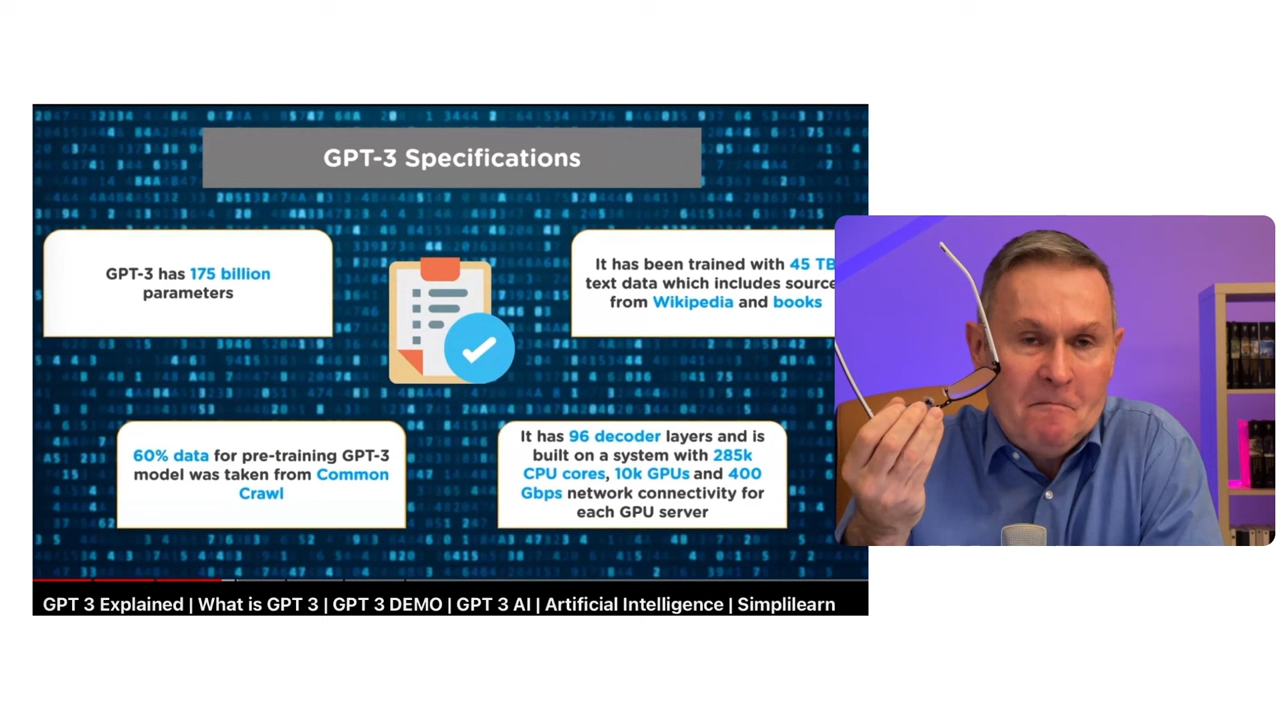 GPT-3 Specifications
GPT-3 has 175 billion
parameters
It has been trained with 45 TB
text data which includes source
from Wikipedia and books
60% data for pre-training GPT-3
model was taken from Common
Crawl
It has 96 decoder layers and is
built on a system with 285k
CPU cores, 10k GPUs and 400
Gbps network connectivity for
each GPU server
GPT 3 Explained | What is GPT 3 | GPT 3 DEMO | GPT 3 AI | Artificial Intelligence | Simplilearn